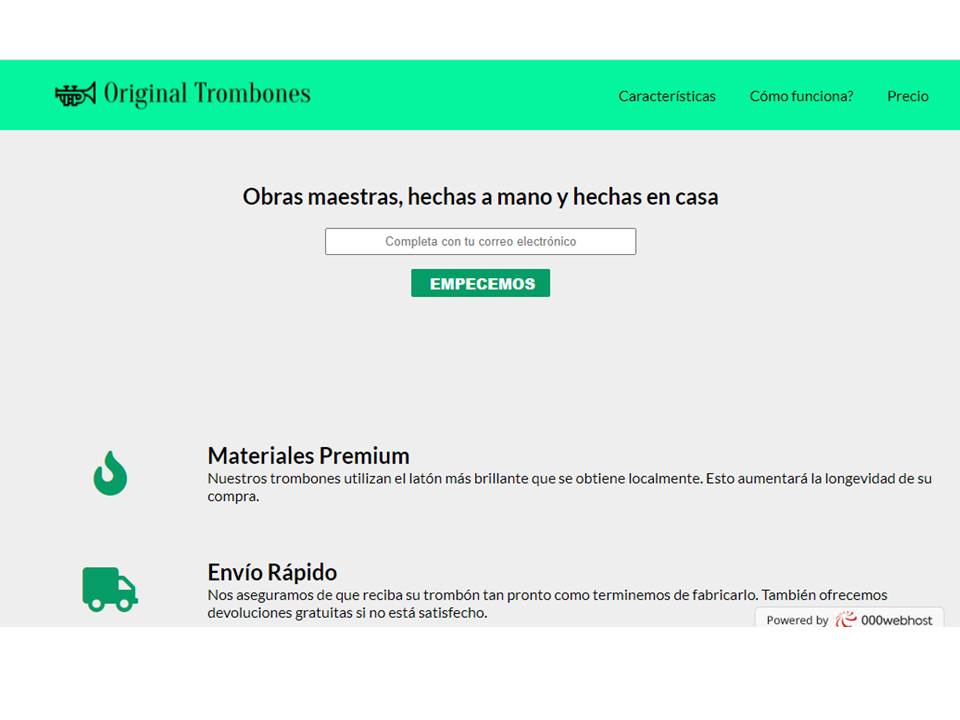 Original Trombones
Características
Cómo funciona?
Precio
Obras maestras, hechas a mano y hechas en casa
Completa con tu correo electrónico
EMPECEMOS
Materiales Premium
Nuestros trombones utilizan el latón más brillante que se obtiene localmente. Esto aumentará la longevidad de su
compra.
Envío Rápido
Nos aseguramos de que reciba su trombón tan pronto como terminemos de fabricarlo. También ofrecemos
devoluciones gratuitas si no está satisfecho.
Powered by 000webhost